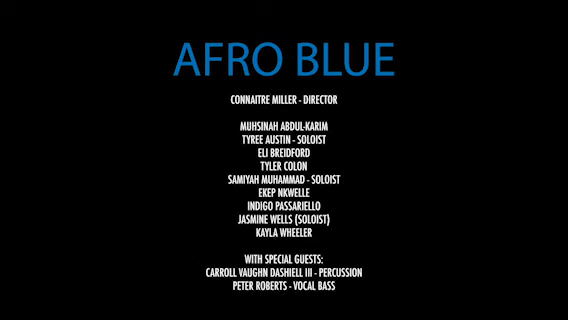 AFRO BLUE
CONNAITRE MILLER - DIRECTOR
MUHSINAH ABDUL-KARIM
TYREE AUSTIN - SOLOIST
ELI BREIDFORD
TYLER COLON
SAMIYAH MUHAMMAD - SOLOIST
EKEP NKWELLE
INDIGO PASSARIELLO
JASMINE WELLS (SOLOIST)
KAYLA WHEELER
WITH SPECIAL GUESTS:
CARROLL VAUGHN DASHIELL III - PERCUSSION
PETER ROBERTS - VOCAL BASS